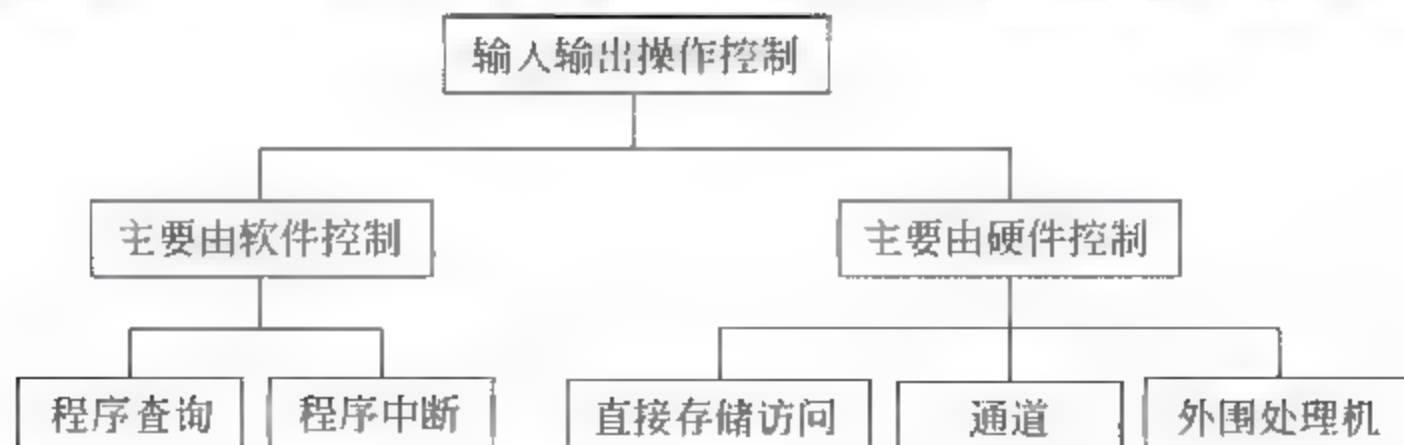 输入输出操作控制
主要由软件控制
主要由硬件控制
程序查询
程序中断
直接存储访问
通道
外围处理机